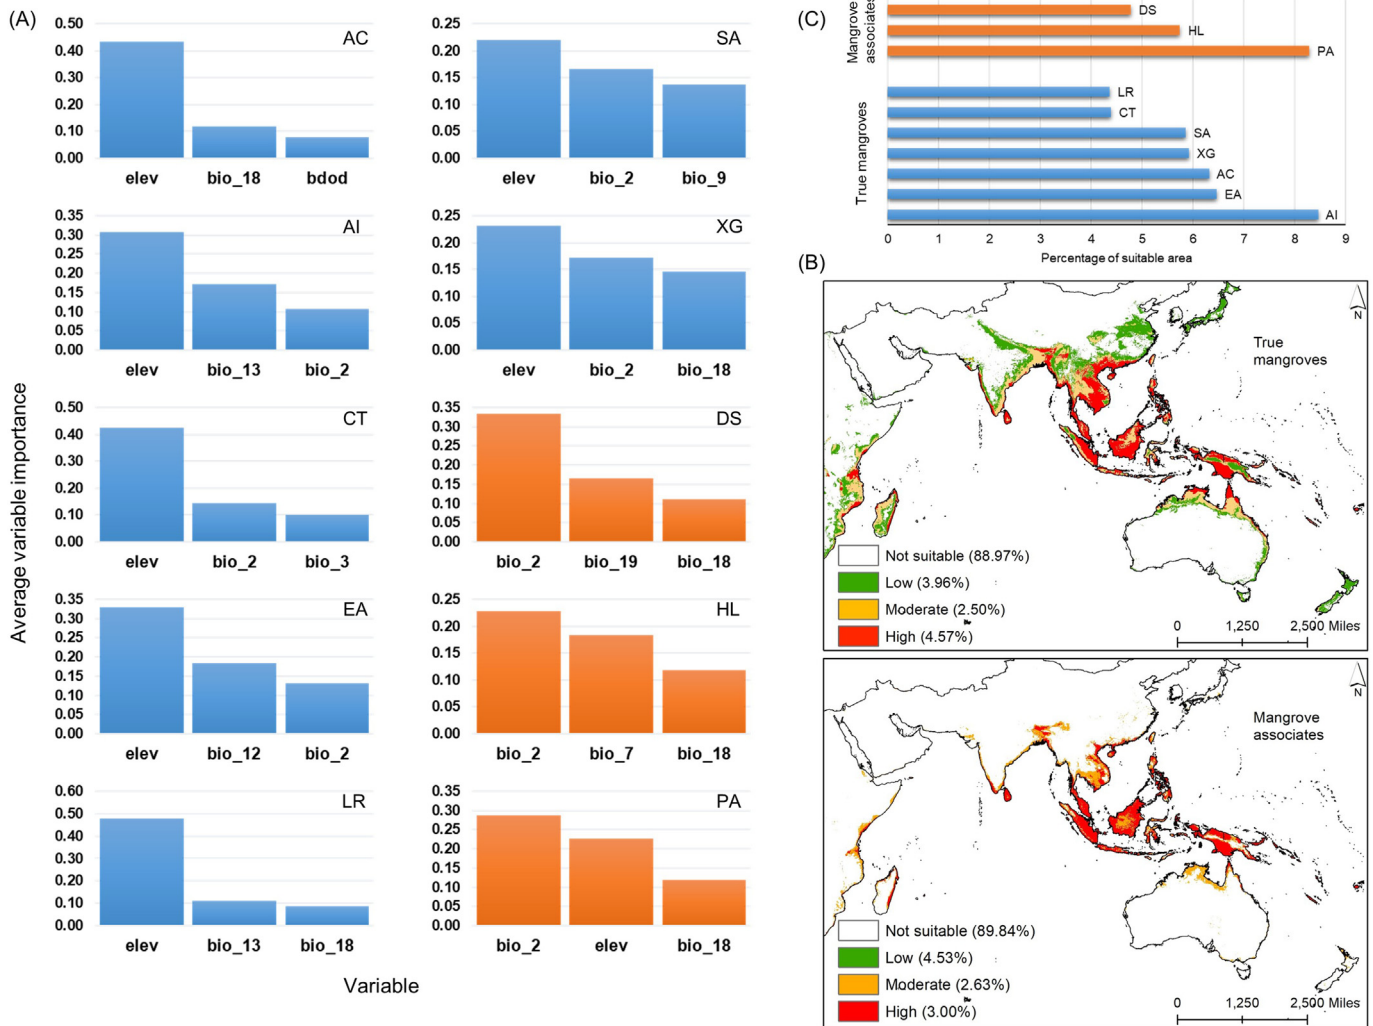 (A)
0.50
0.40
0.30
0.20
0.10
0.00
AC
elev bio_18 bdod
0.25
0.20
0.15
0.10
0.05
0.00
SA
elev bio_2 bio_9
0.35
0.30
0.25
0.20
0.15
0.10
0.05
0.00
AI
elev bio_13 bio_2
0.25
0.20
0.15
0.10
0.05
0.00
XG
elev bio_2 bio_18
0.50
0.40
0.30
0.20
0.10
0.00
CT
elev bio_2 bio_3
0.35
0.30
0.25
0.20
0.15
0.10
0.05
0.00
DS
bio_2 bio_19 bio_18
0.35
0.30
0.25
0.20
0.15
0.10
0.05
0.00
EA
elev bio_12 bio_2
0.25
0.20
0.15
0.10
0.05
0.00
HL
bio_2 bio_7 bio_18
0.60
0.50
0.40
0.30
0.20
0.10
0.00
LR
elev bio_13 bio_18
0.35
0.30
0.25
0.20
0.15
0.10
0.05
0.00
PA
bio_2 elev bio_18
Average variable importance
Variable
(C)
Mangrove
associates
DS
HL
PA
True mangroves
LR
CT
SA
XG
AC
EA
AI
0 1 2 3 4 5 6 7 8 9
Percentage of suitable area
(B)
N
True
mangroves
Not suitable (88.97%)
Low (3.96%)
Moderate (2.50%)
High (4.57%)
0 1,250 2,500 Miles
N
Mangrove
associates
Not suitable (89.84%)
Low (4.53%)
Moderate (2.63%)
High (3.00%)
0 1,250 2,500 Miles